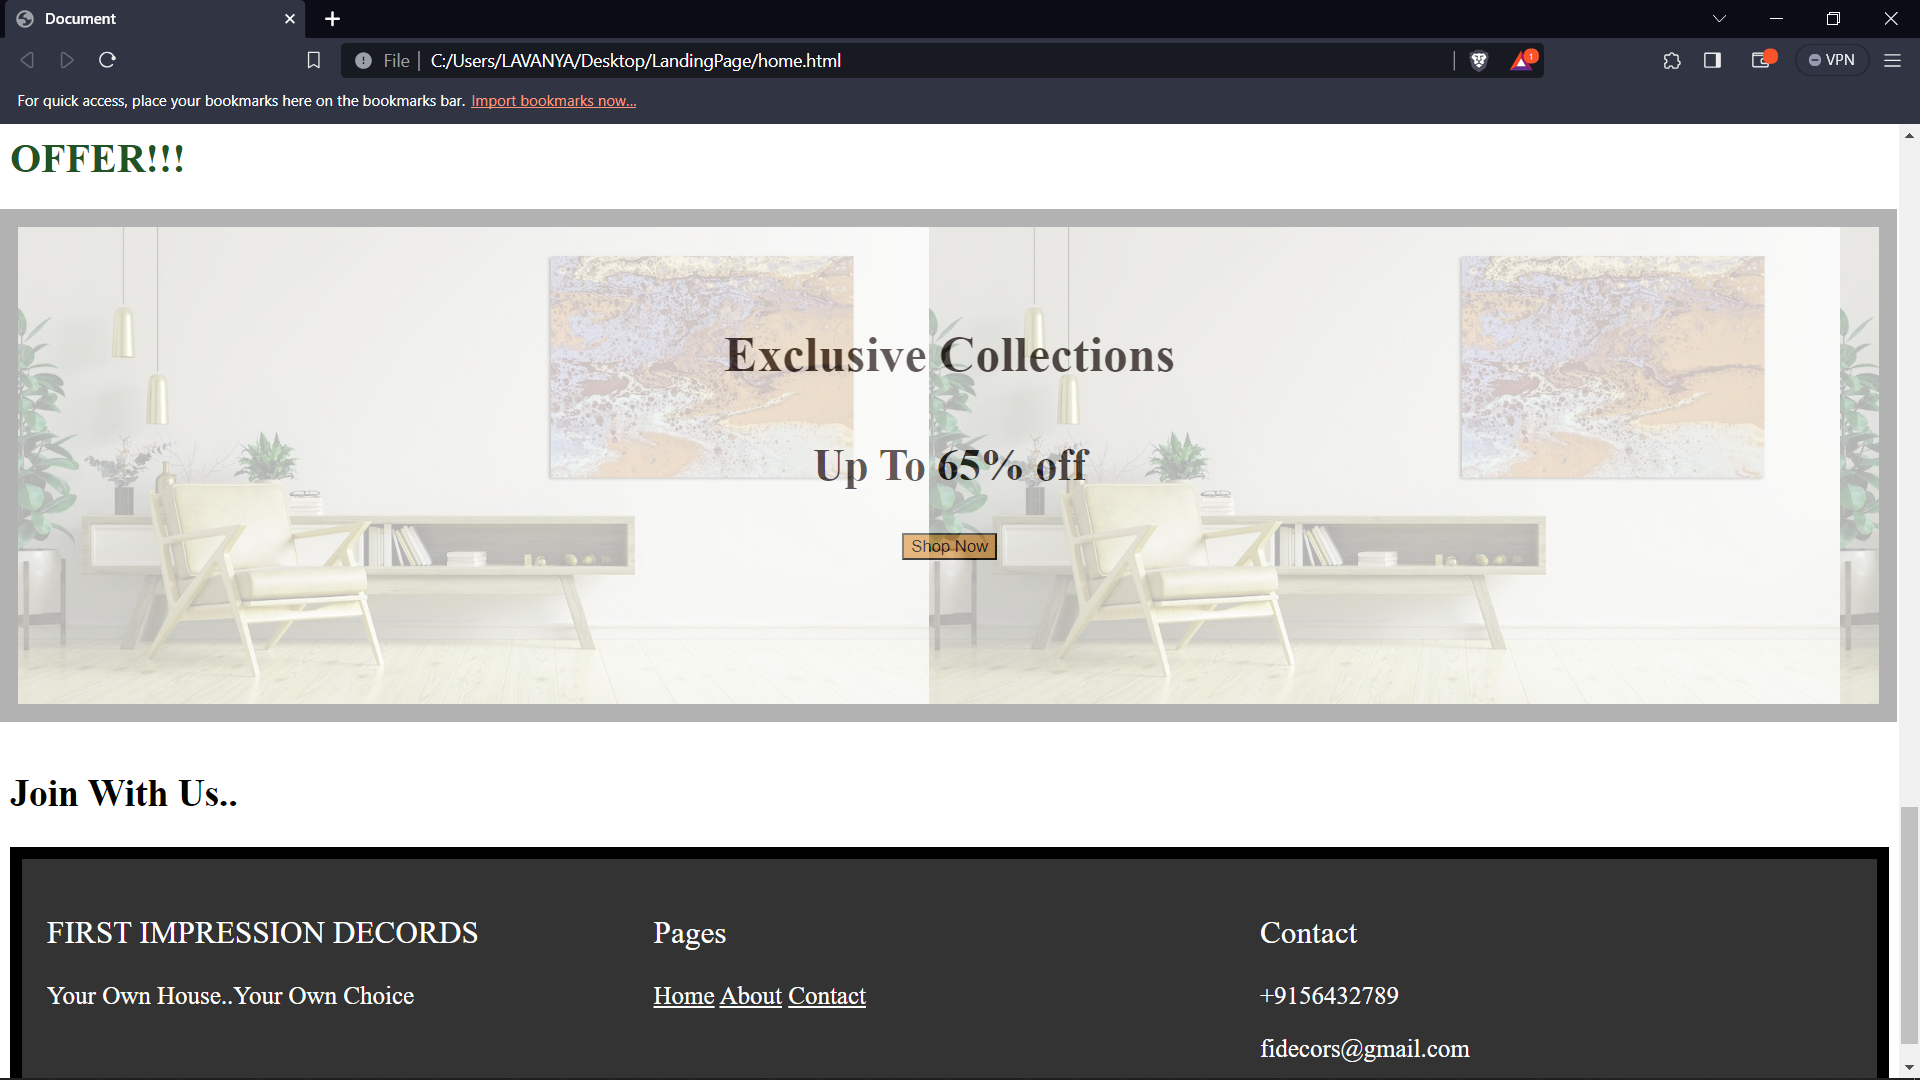 Document
File
C:/Users/LAVANYA/Desktop/LandingPage/home.html
1
VPN
For quick access, place your bookmarks here on the bookmarks bar. Import bookmarks now...
OFFER!!!
Exclusive Collections
Up To 65% off
Shop Now
Join With Us..
FIRST IMPRESSION DECORDS
Your Own House..Your Own Choice
Pages
Home About Contact
Contact
+9156432789
fidecors@gmail.com